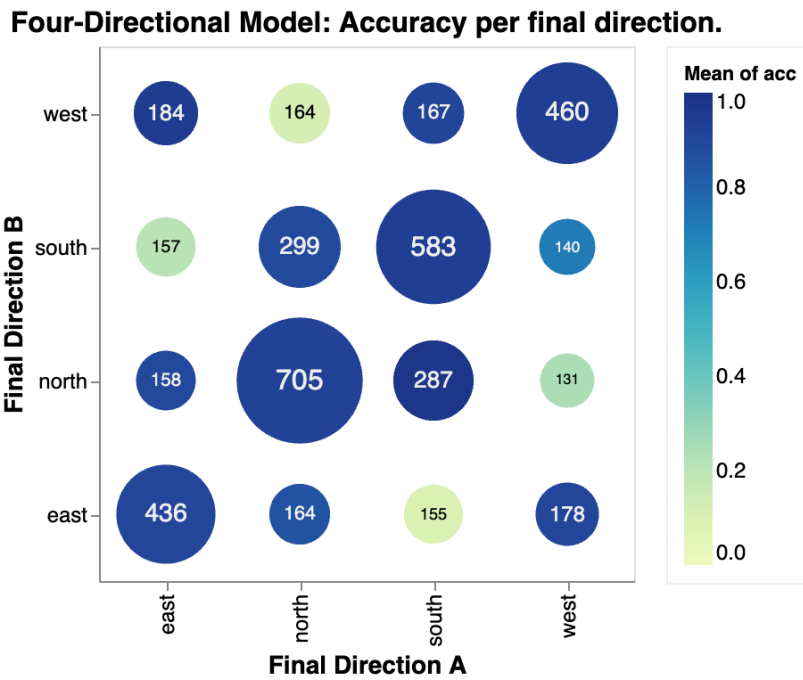 Four-Directional Model: Accuracy per final direction.
Mean of acc
1.0
0.8
0.6
0.4
0.2
0.0
Final Direction B
west
184 164 167 460
south
157 299 583 140
north
158 705 287 131
east
436 164 155 178
east north south west
Final Direction A